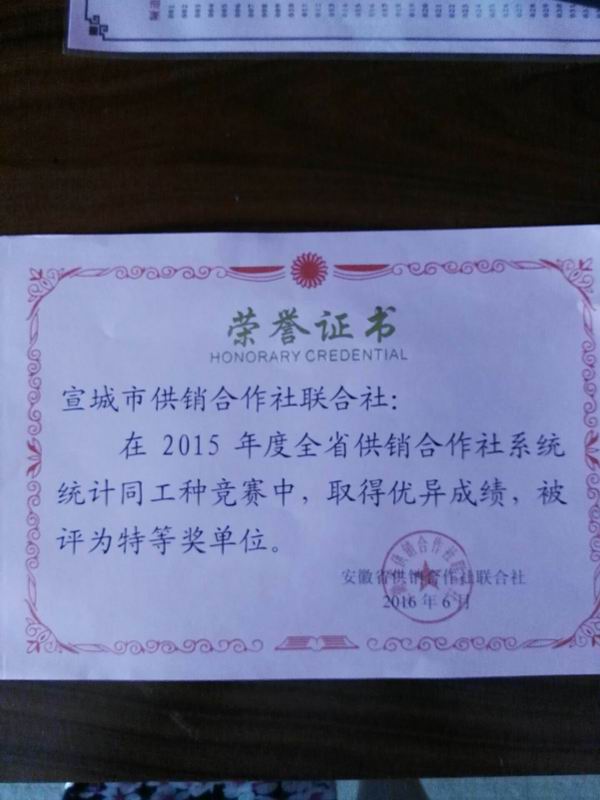 荣誉证书
HONORARY CREDENTIAL
宣城市供销合作社联合社：
在 2015 年度全省供销合作社系统
统计同工种竞赛中，取得优异成绩，被
评为特等奖单位。
安徽省供销合作社联合社
2016 年 6 月